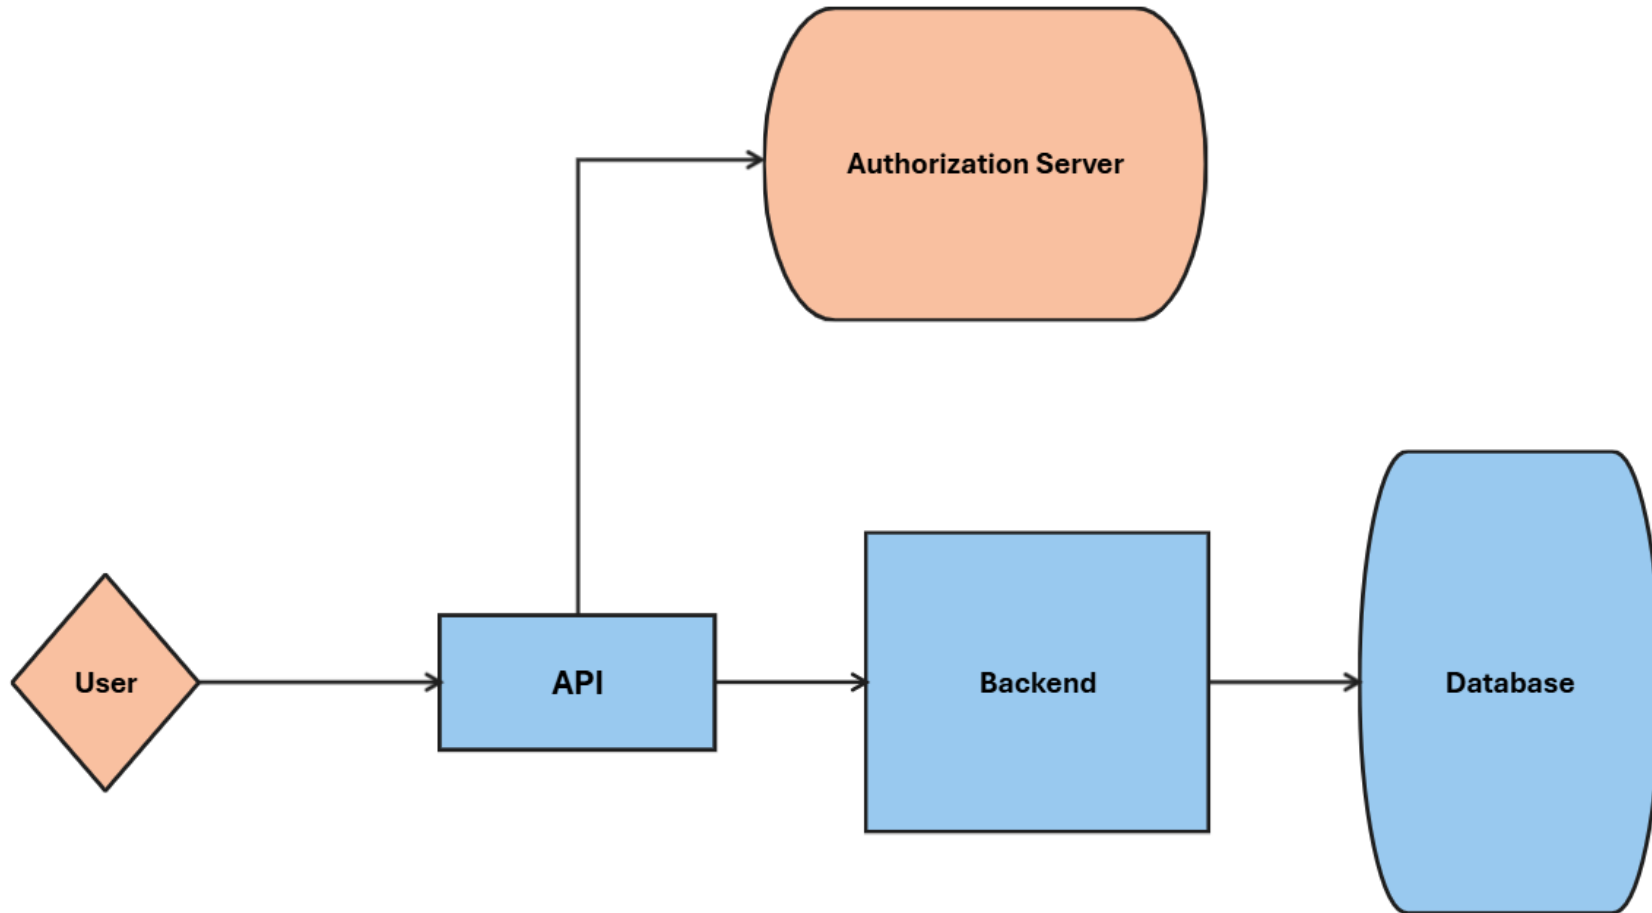 Authorization Server
User
API
Backend
Database